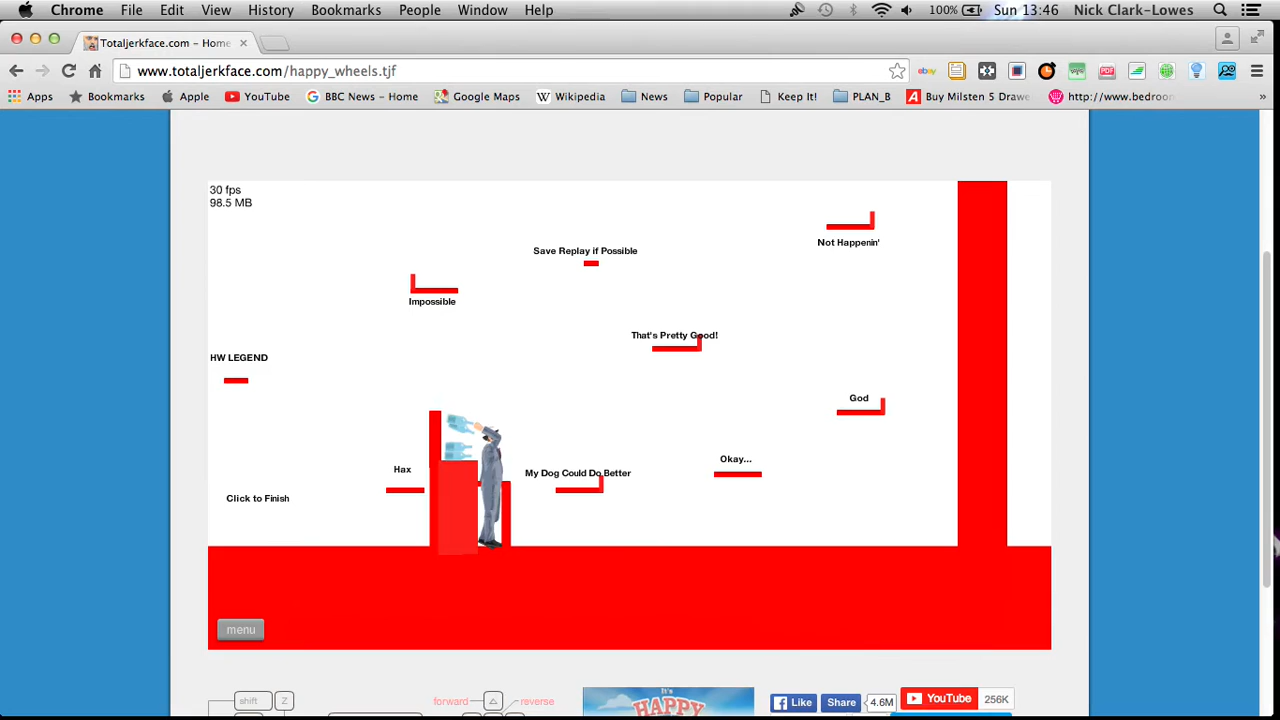 Chrome File Edit View History Bookmarks People Window Help 100% Sun 13:46 Nick Clark-Lowes
Totaljerkface.com – Home
www.totaljerkface.com/happy_wheels.tjf
Apps Bookmarks Apple YouTube BBC News – Home Google Maps Wikipedia News Popular Keep It! PLAN_B Buy Milsten 5 Drawe http://www.bedroon »
30 fps
98.5 MB
Not Happenin'
Save Replay if Possible
Impossible
That's Pretty Good!
HW LEGEND
God
Okay...
Hax
My Dog Could Do Better
Click to Finish
menu
shift Z forward reverse
IT'S
HAPPY
Like Share 4.6M YouTube 256K